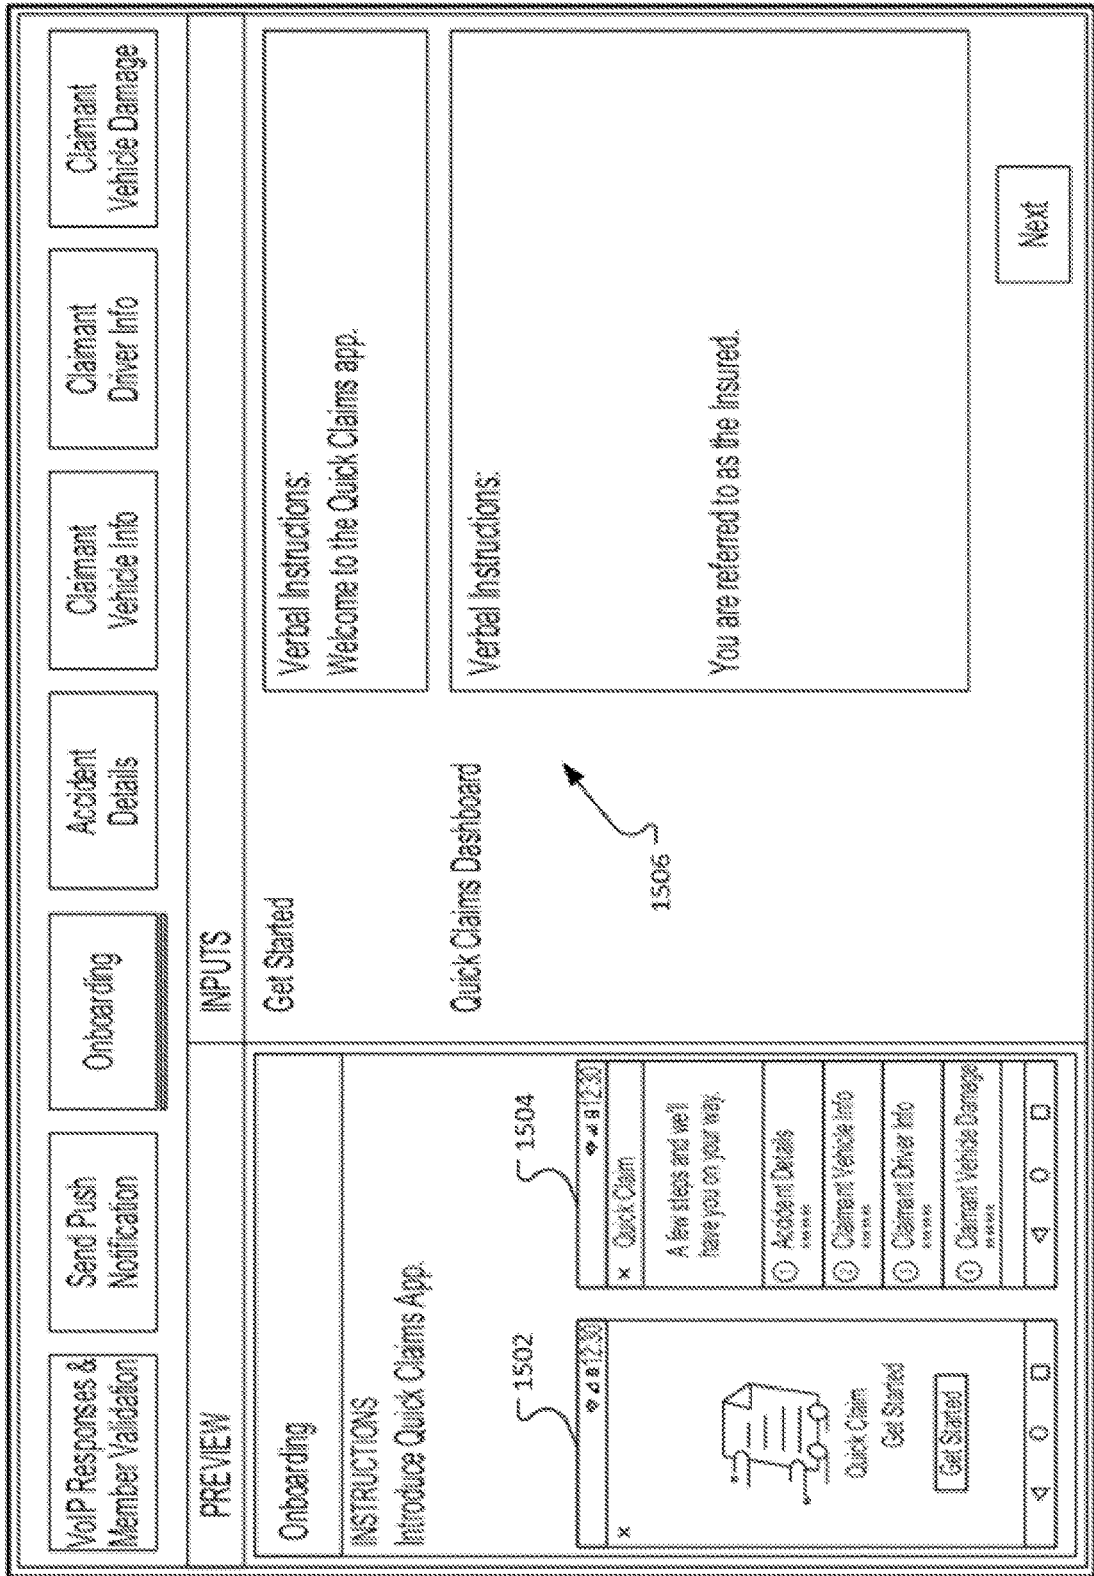 VoIP Responses &
Member Validation
Send Push
Notification
Onboarding
Accident
Details
Claimant
Vehicle Info
Claimant
Driver Info
Claimant
Vehicle Damage
PREVIEW
Onboarding
INSTRUCTIONS
Introduce Quick Claims App.
1502
12:30
×
Quick Claim
Get Started
Get Started
1504
12:30
× Quick Claim
A few steps and we'll
have you on your way.
Accident Details
*****
Claimant Vehicle Info
*****
Claimant Driver Info
*****
Claimant Vehicle Damage
*****
INPUTS
Get Started
Verbal Instructions:
Welcome to the Quick Claims app.
Quick Claims Dashboard
Verbal Instructions:
You are referred to as the Insured.
1506
Next